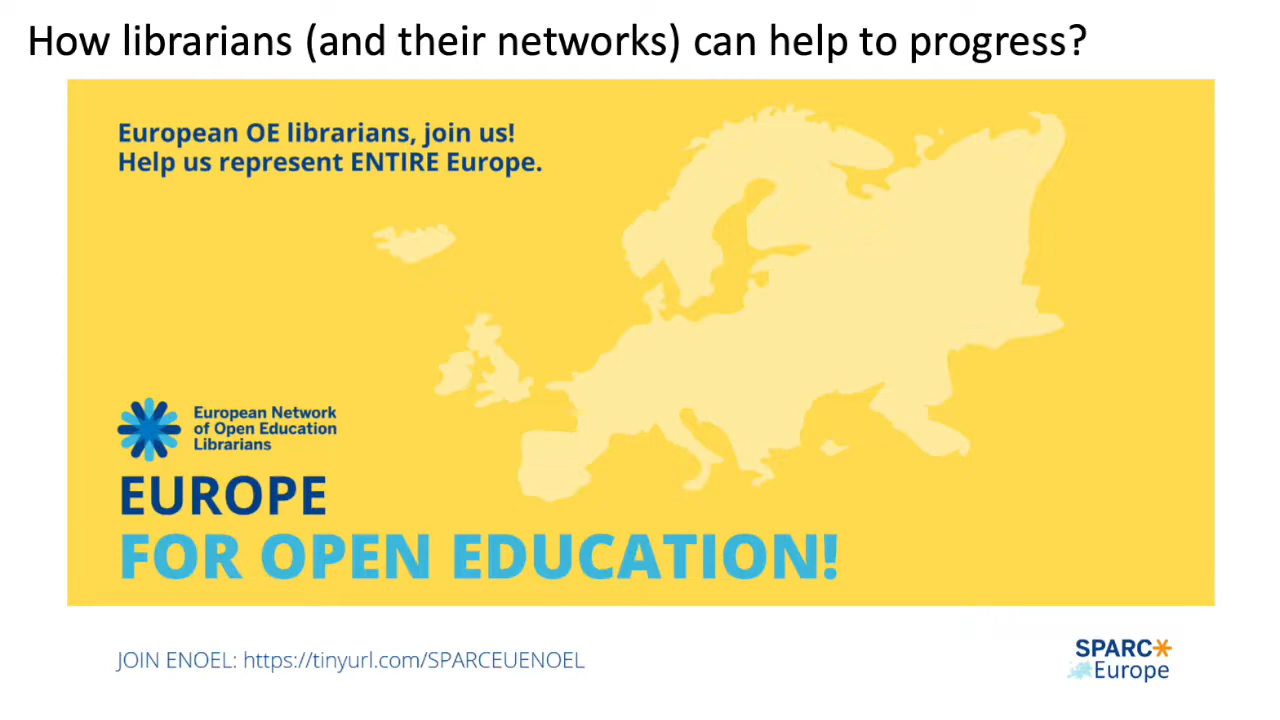 How librarians (and their networks) can help to progress?
European OE librarians, join us!
Help us represent ENTIRE Europe.
European Network
of Open Education
Librarians
EUROPE
FOR OPEN EDUCATION!
JOIN ENOEL: https://tinyurl.com/SPARCEUENOEL
SPARC
Europe